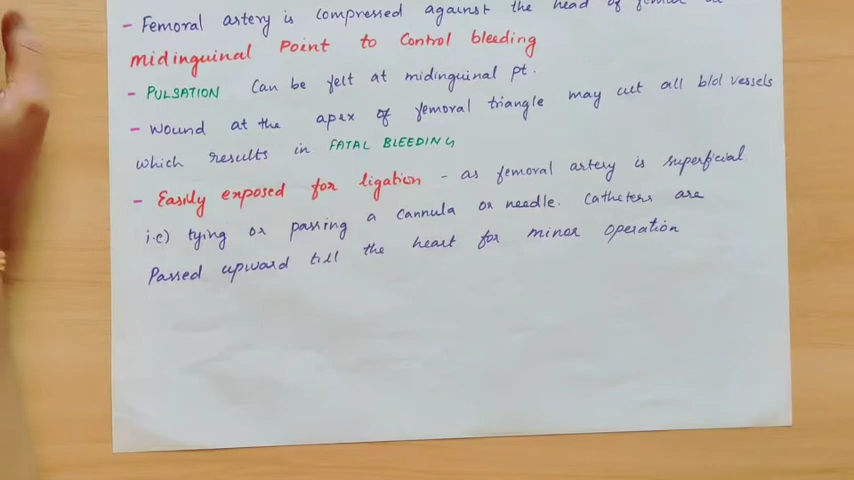 - Femoral artery is compressed against the head of femur
midinguinal Point to Control bleeding
- PULSATION Can be felt at midinguinal pt.
- Wound at the apex of femoral triangle may cut all bld vessels
which results in FATAL BLEEDING
- Easily exposed for ligation - as femoral artery is superficial
i.e) tying or passing a cannula or needle. Catheters are
Passed upward till the heart for minor operation